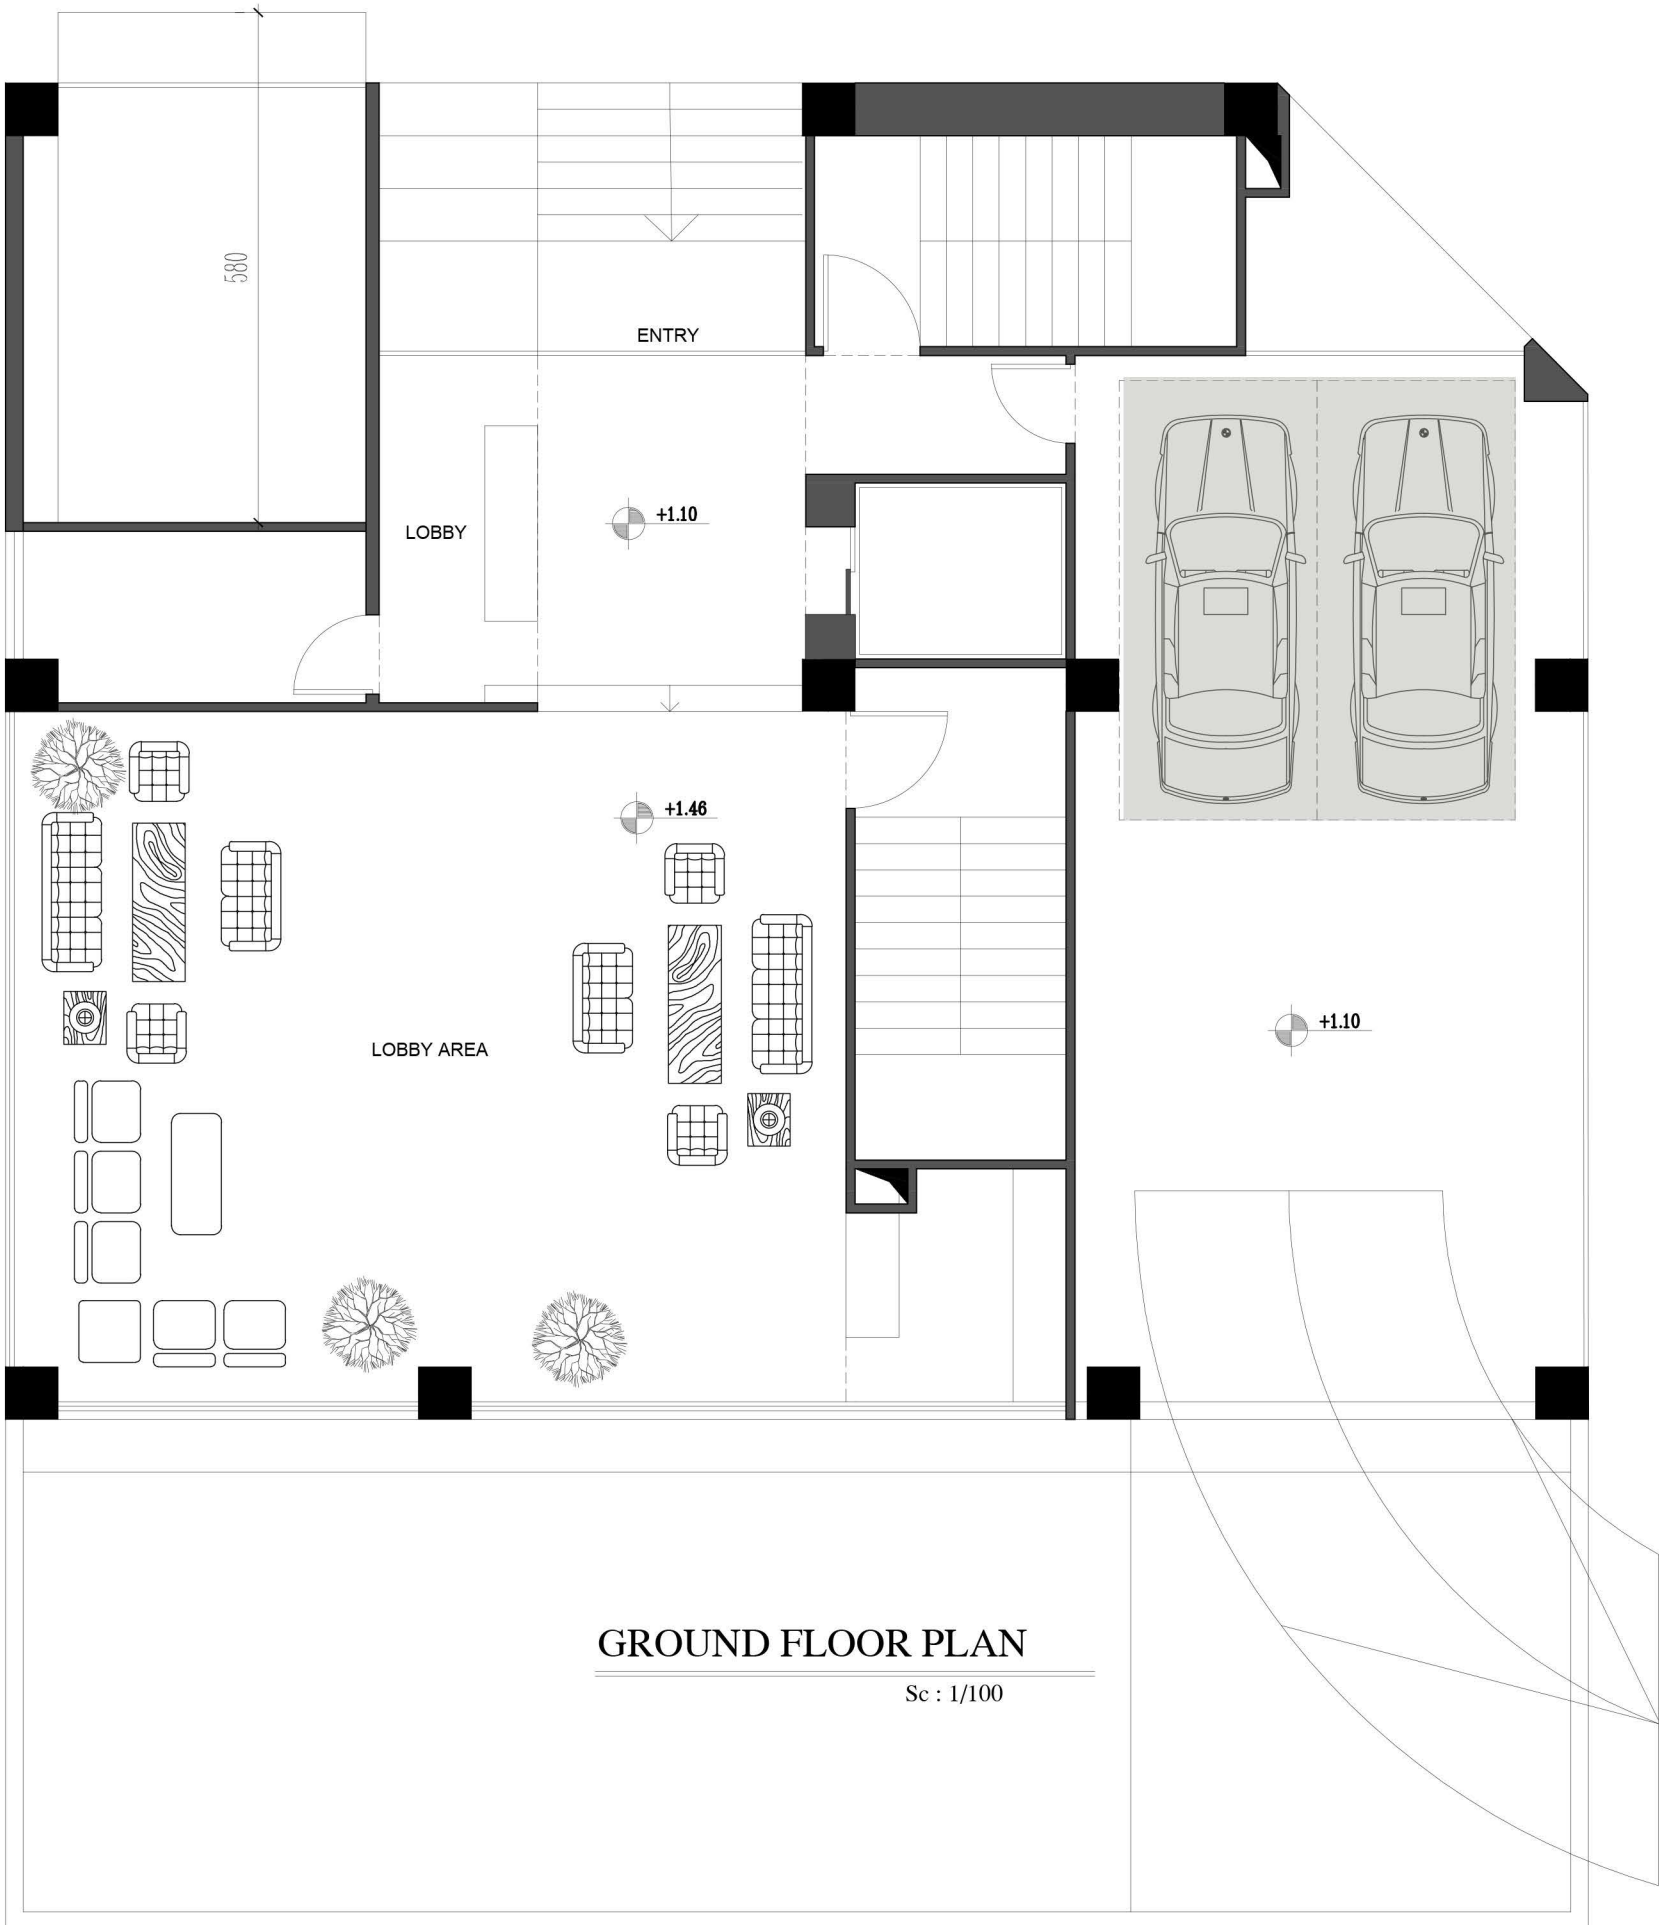 580
ENTRY
LOBBY
+1.10
+1.46
LOBBY AREA
+1.10
GROUND FLOOR PLAN
Sc : 1/100